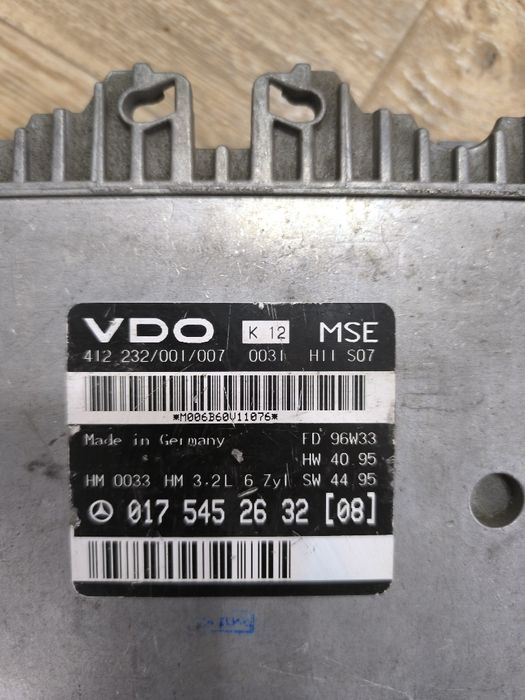 VDO K 12 MSE
412 232/001/007 0031 H11 S07
*M006B60V11076*
Made in Germany FD 96W33
HW 40.95
HM 0033 HM 3.2L 6 Zyl SW 44.95
017 545 26 32 [08]